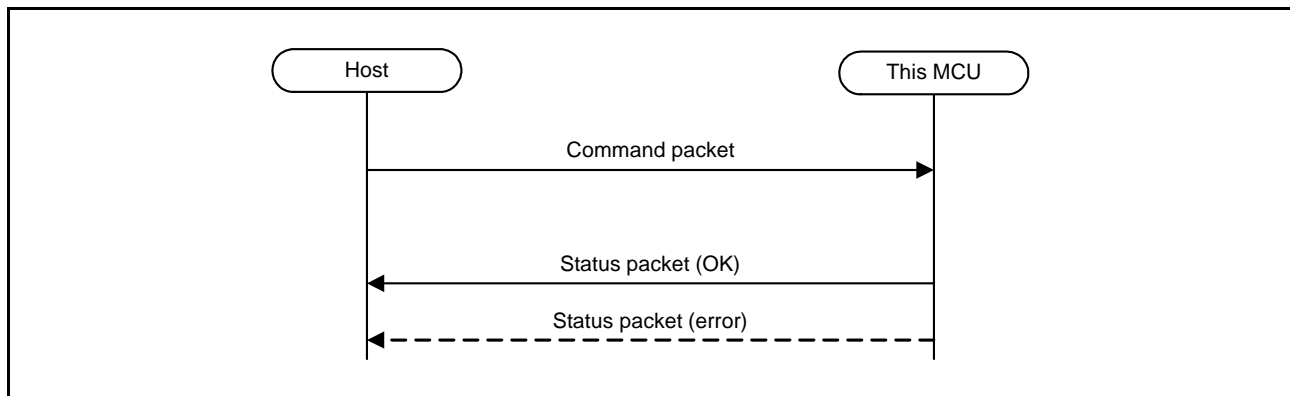 Host
This MCU
Command packet
Status packet (OK)
Status packet (error)